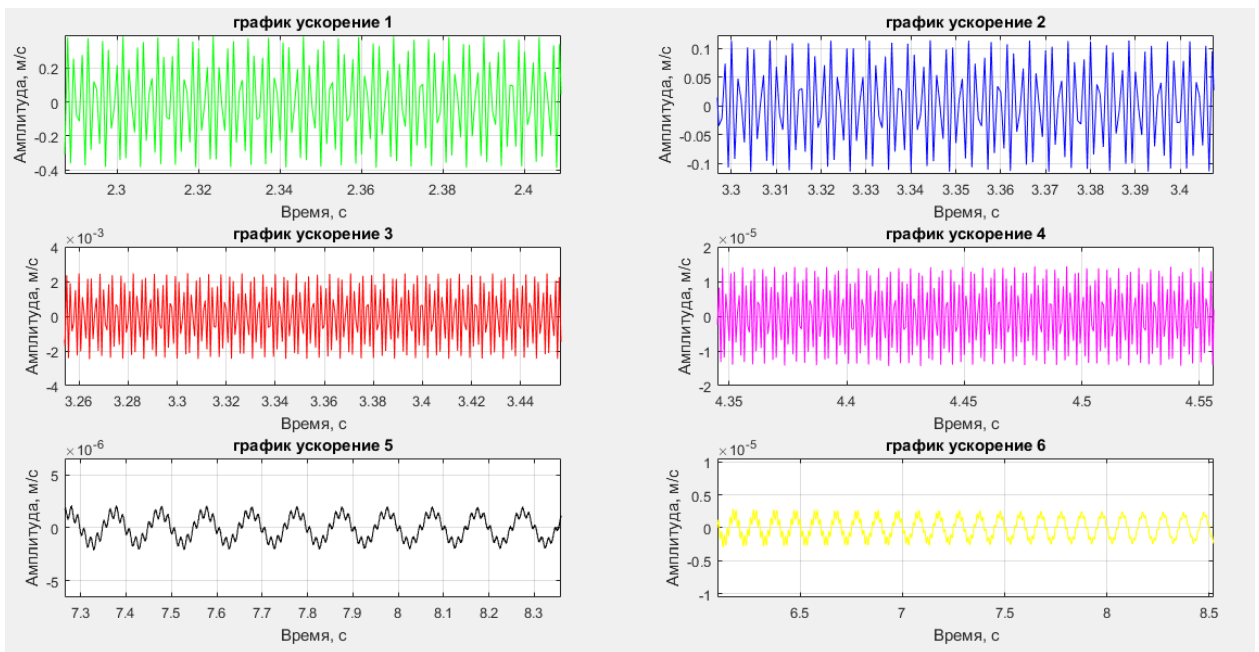 график ускорение 1
Амплитуда, м/с
0.2
0
-0.2
-0.4
2.3 2.32 2.34 2.36 2.38 2.4
Время, с
график ускорение 2
Амплитуда, м/с
0.1
0.05
0
-0.05
-0.1
3.3 3.31 3.32 3.33 3.34 3.35 3.36 3.37 3.38 3.39 3.4
Время, с
график ускорение 3
×10-3
Амплитуда, м/с
4
2
0
-2
-4
3.26 3.28 3.3 3.32 3.34 3.36 3.38 3.4 3.42 3.44
Время, с
график ускорение 4
×10-5
Амплитуда, м/с
2
1
0
-1
-2
4.35 4.4 4.45 4.5 4.55
Время, с
график ускорение 5
×10-6
Амплитуда, м/с
5
0
-5
7.3 7.4 7.5 7.6 7.7 7.8 7.9 8 8.1 8.2 8.3
Время, с
график ускорение 6
×10-5
Амплитуда, м/с
1
0.5
0
-0.5
-1
6.5 7 7.5 8 8.5
Время, с